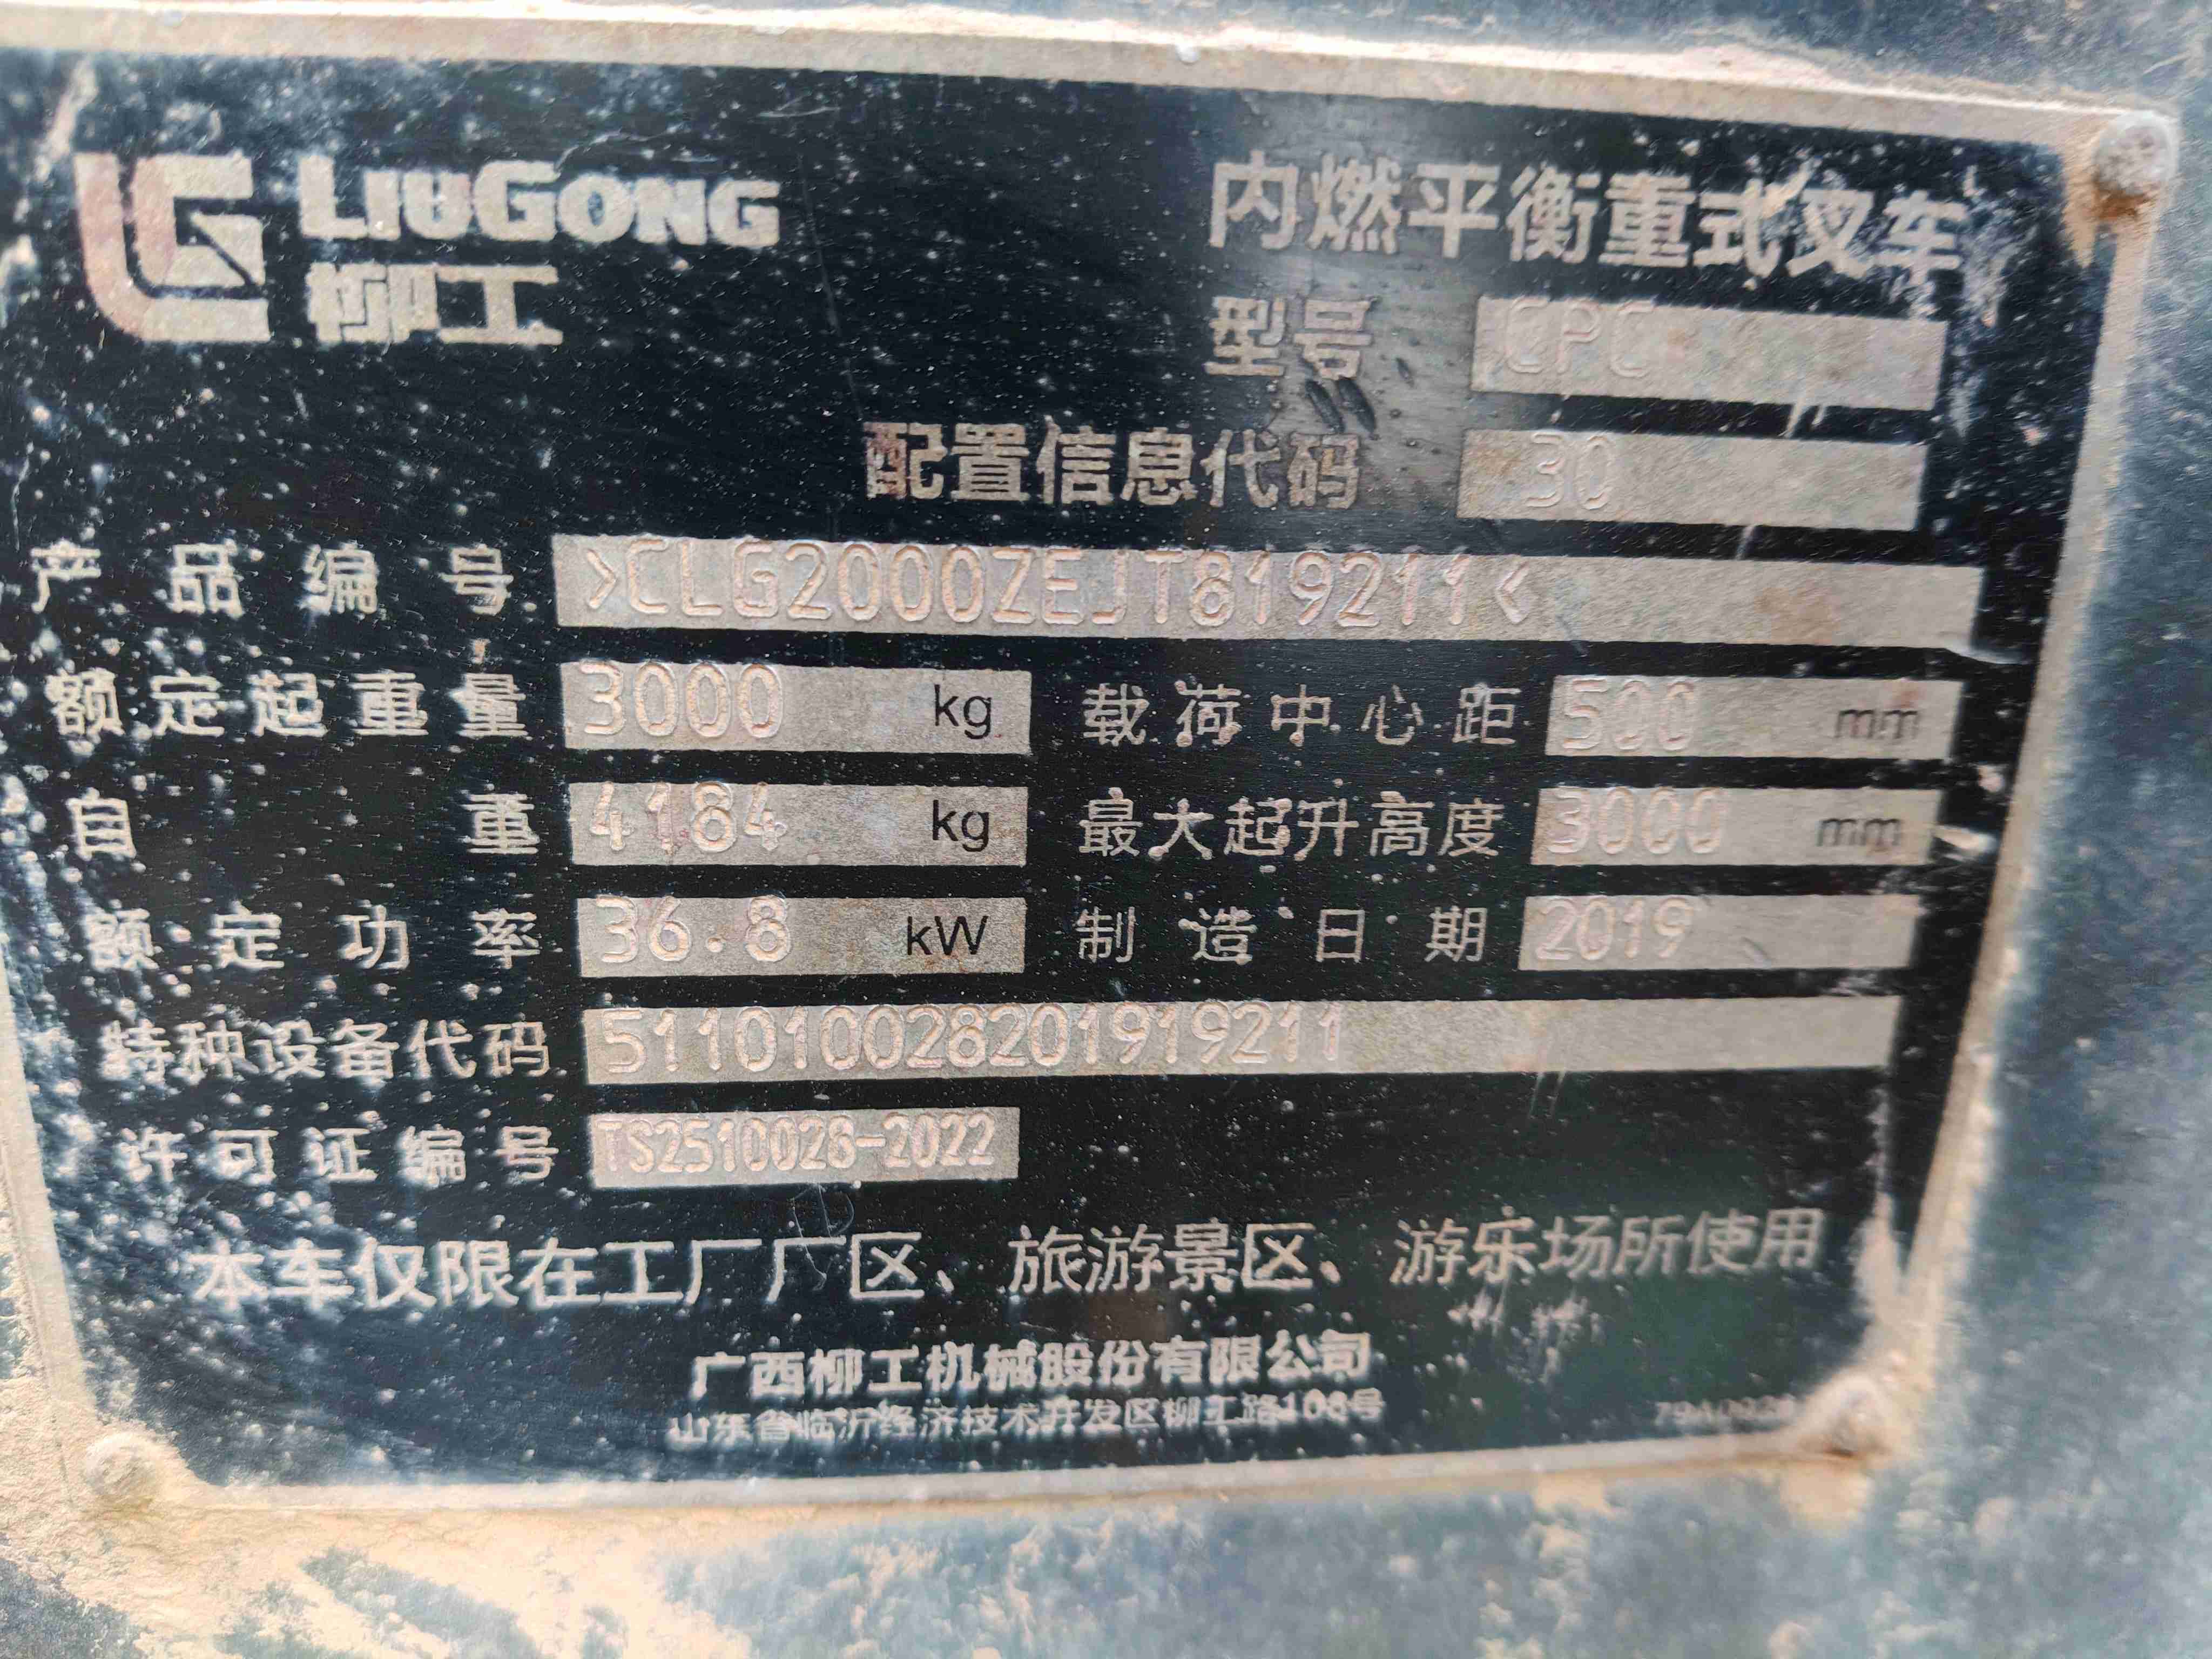 LIUGONG
柳工
内燃平衡重式叉车
型号 CPC
配置信息代码 30
产品编号 >CLG2000ZEJT819211<
额定起重量 3000 kg 载荷中心距 500 mm
自重 4184 kg 最大起升高度 3000 mm
额定功率 36.8 kW 制造日期 2019
特种设备代码 511010028201919211
许可证编号 TS2510028-2022
本车仅限在工厂厂区、旅游景区、游乐场所使用
广西柳工机械股份有限公司
山东省临沂经济技术开发区柳工路108号